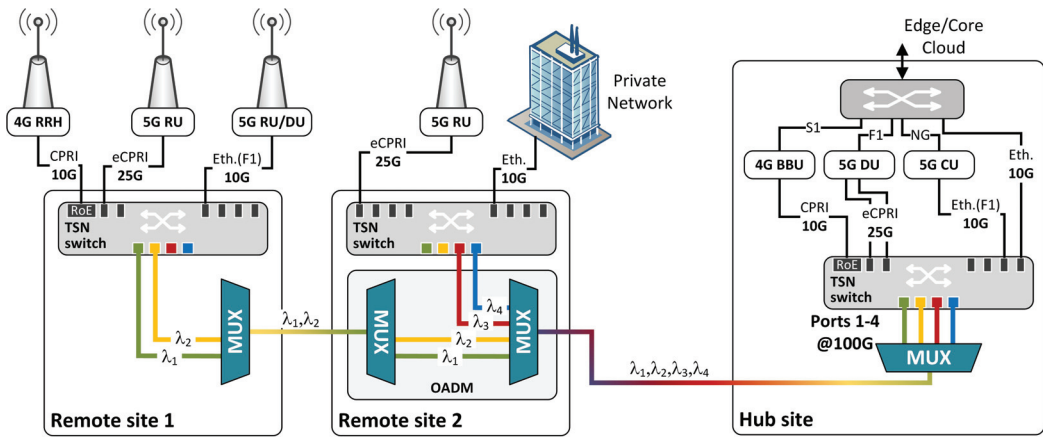 4G RRH
5G RU
5G RU/DU
5G RU
Private
Network
Edge/Core
Cloud
CPRI
10G
eCPRI
25G
Eth.(F1)
10G
eCPRI
25G
Eth.
10G
S1
F1
NG
4G BBU
5G DU
5G CU
Eth.
10G
CPRI
10G
eCPRI
25G
Eth.(F1)
10G
RoE
TSN
switch
TSN
switch
RoE
TSN
switch
Ports 1-4
@100G
λ2
λ1
MUX
λ1,λ2
MUX
λ4
λ3
λ2
λ1
MUX
OADM
λ1,λ2,λ3,λ4
MUX
Remote site 1
Remote site 2
Hub site